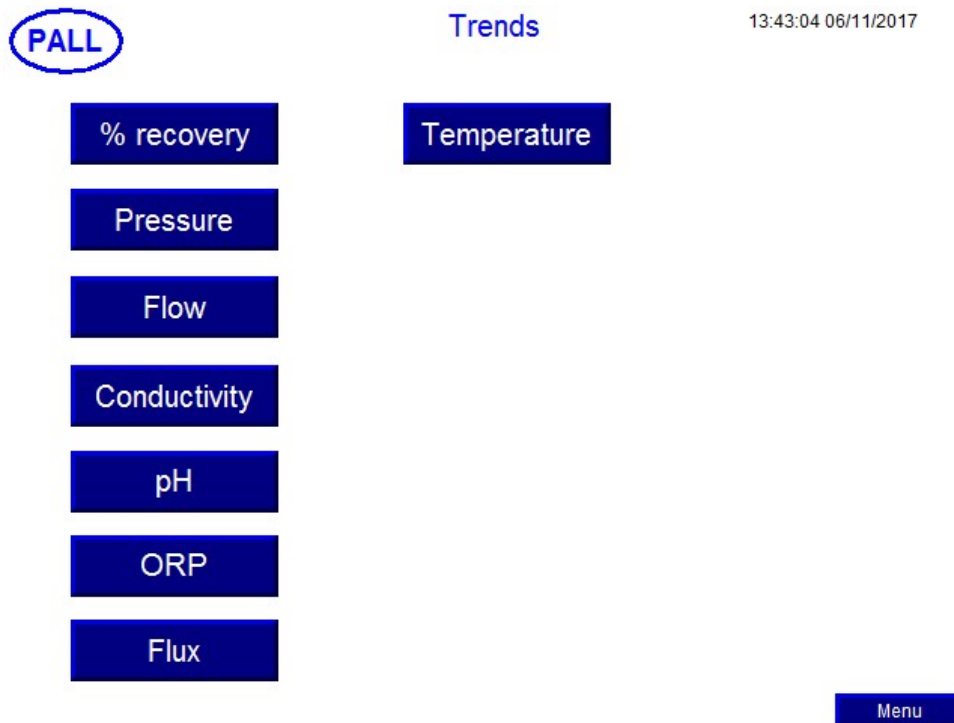 PALL
Trends
13:43:04 06/11/2017
% recovery
Temperature
Pressure
Flow
Conductivity
pH
ORP
Flux
Menu